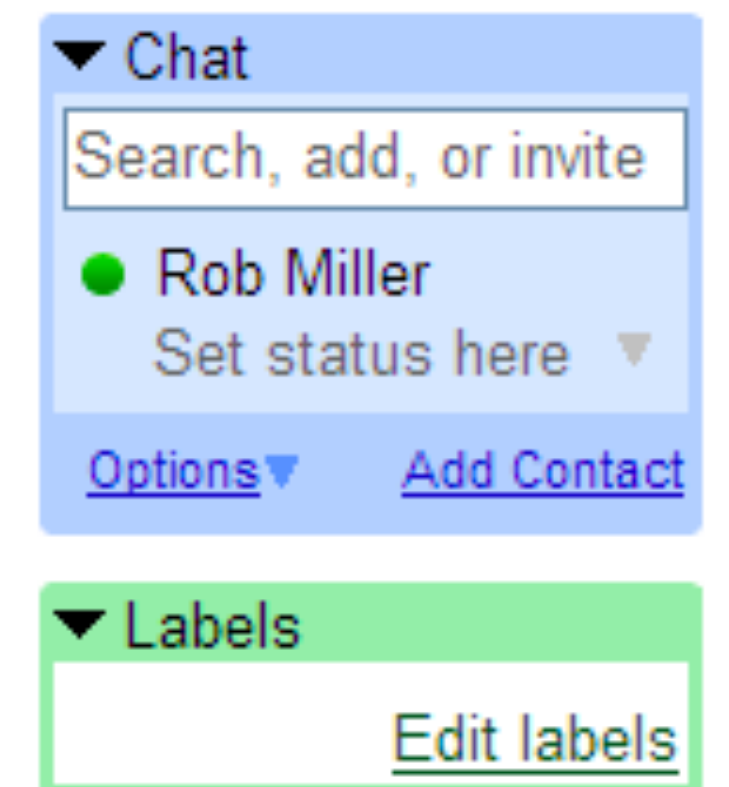 Chat
Search, add, or invite
Rob Miller
Set status here
Options Add Contact
Labels
Edit labels